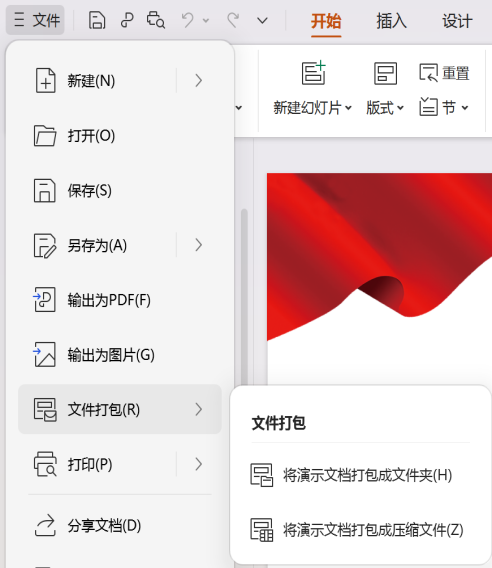 文件
开始
插入
设计
新建(N)
打开(O)
保存(S)
另存为(A)
输出为PDF(F)
输出为图片(G)
文件打包(R)
打印(P)
分享文档(D)
新建幻灯片
版式
重置
节
文件打包
将演示文档打包成文件夹(H)
将演示文档打包成压缩文件(Z)